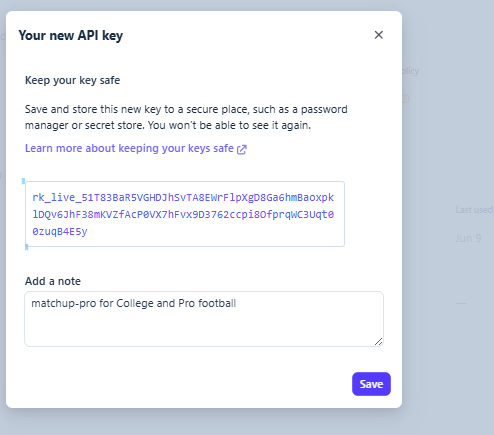 Your new API key
Keep your key safe
Save and store this new key to a secure place, such as a password
manager or secret store. You won't be able to see it again.
Learn more about keeping your keys safe
rk_live_51T83BaR5VGHDJhSvTA8EWrFlpXgD8Ga6hmBaoxpk
lDQv6JhF38mKVZfAcP0VX7hFvx9D3762ccpi8OfprqWC3Uqt0
0zuqB4E5y
Add a note
matchup-pro for College and Pro football
Save
Last used
Jun 9